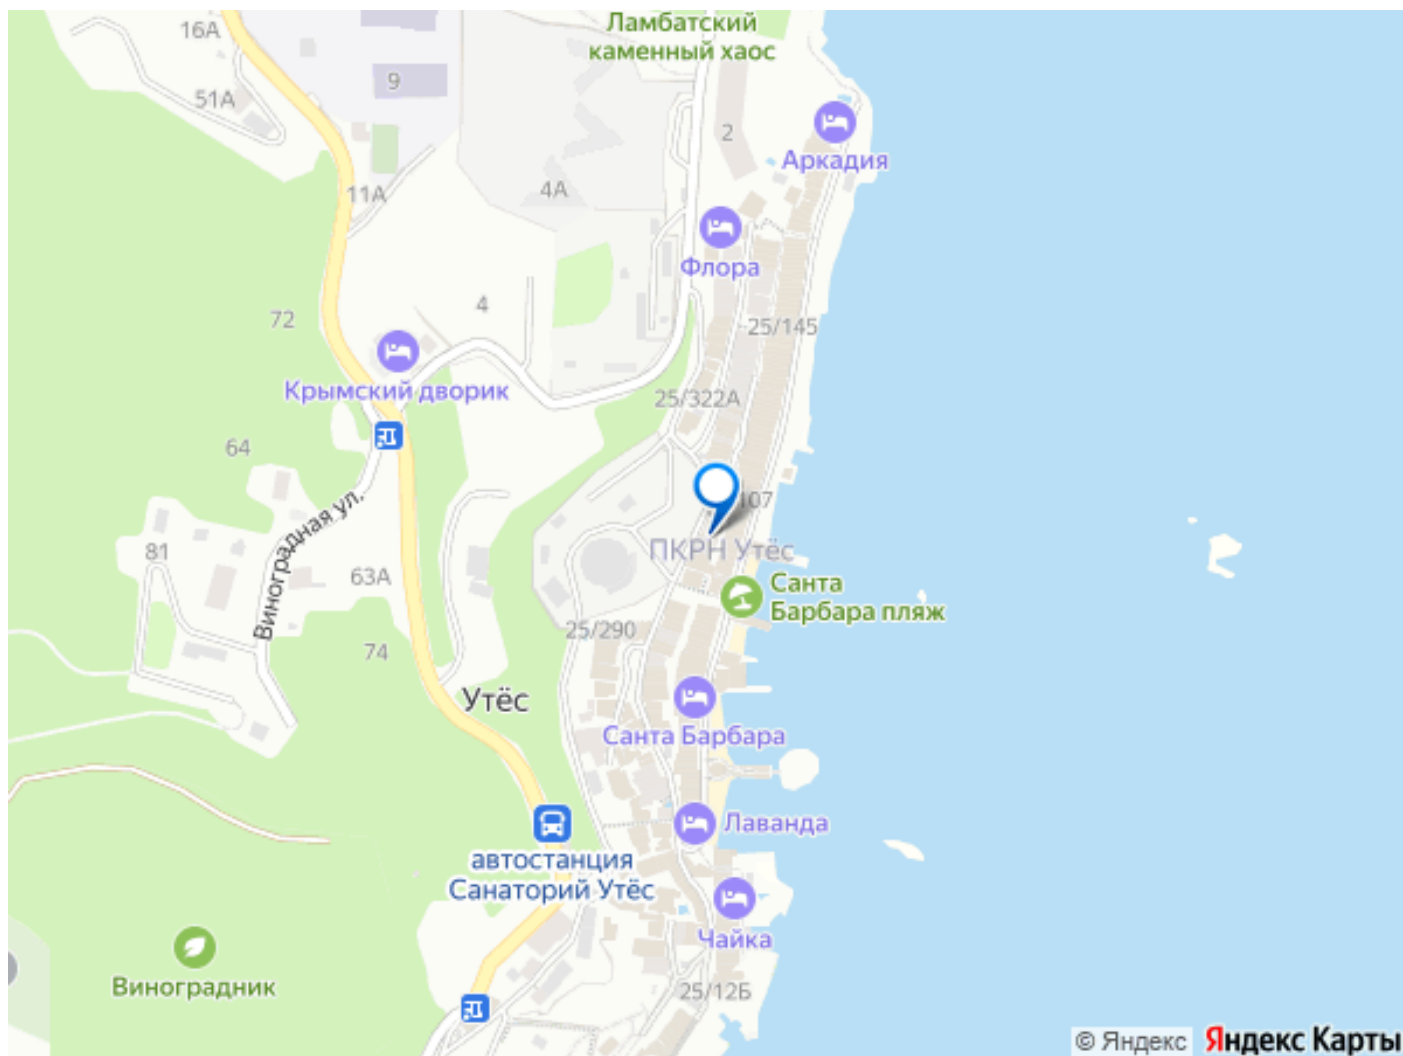 Ламбатский
каменный хаос
16А
9
51А
2
Аркадия
11А
4А
Флора
72
4
25/145
Крымский дворик
25/322А
64
107
Виноградная ул.
81
ПКРН Утёс
63А
Санта
Барбара пляж
25/290
74
Утёс
Санта Барбара
Лаванда
автостанция
Санаторий Утёс
Чайка
Виноградник
25/12Б
© Яндекс Яндекс Карты